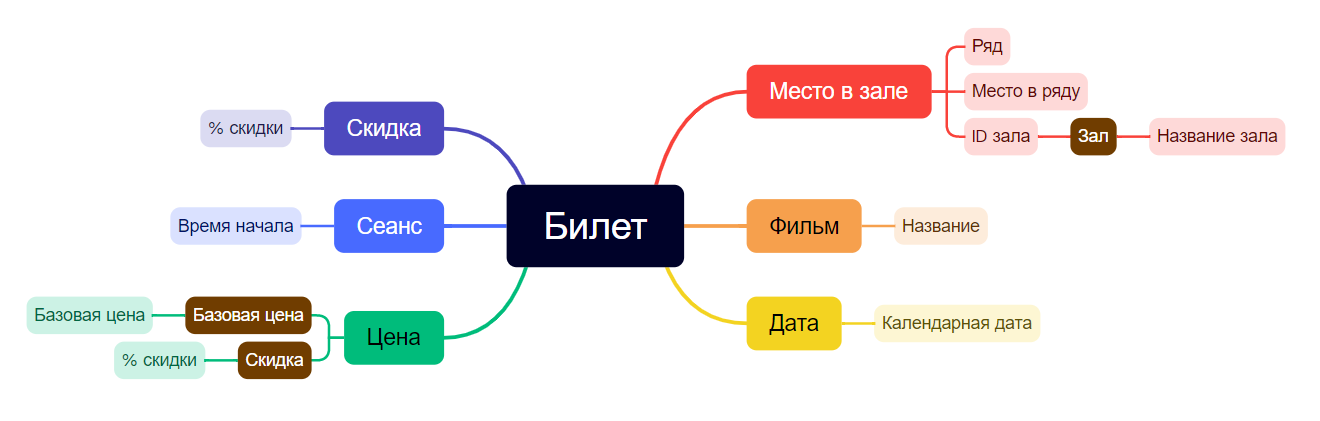 Билет
Место в зале
Ряд
Место в ряду
ID зала
Зал
Название зала
Фильм
Название
Дата
Календарная дата
Скидка
% скидки
Сеанс
Время начала
Цена
Базовая цена
Базовая цена
Скидка
% скидки